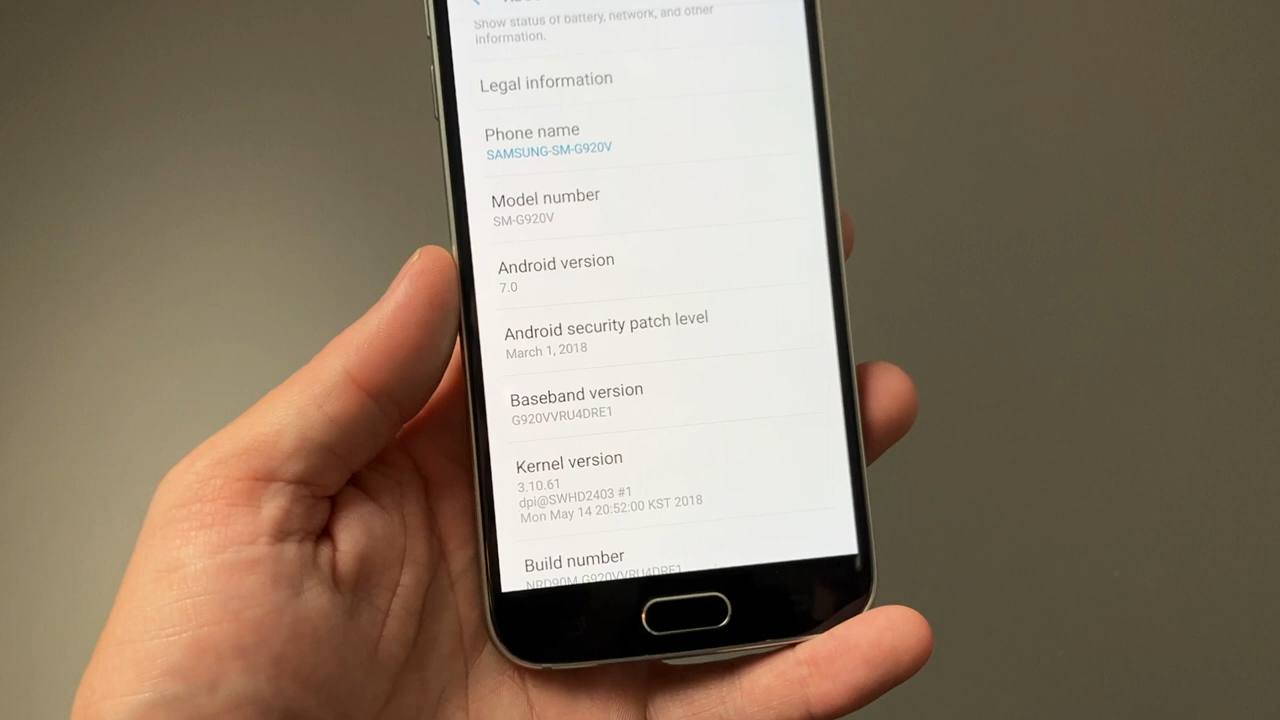 Show status of battery, network, and other
information.
Legal information
Phone name
SAMSUNG-SM-G920V
Model number
SM-G920V
Android version
7.0
Android security patch level
March 1, 2018
Baseband version
G920VVRU4DRE1
Kernel version
3.10.61
dpi@SWHD2403 #1
Mon May 14 20:52:00 KST 2018
Build number
NRD90M.G920VVRU4DRE1